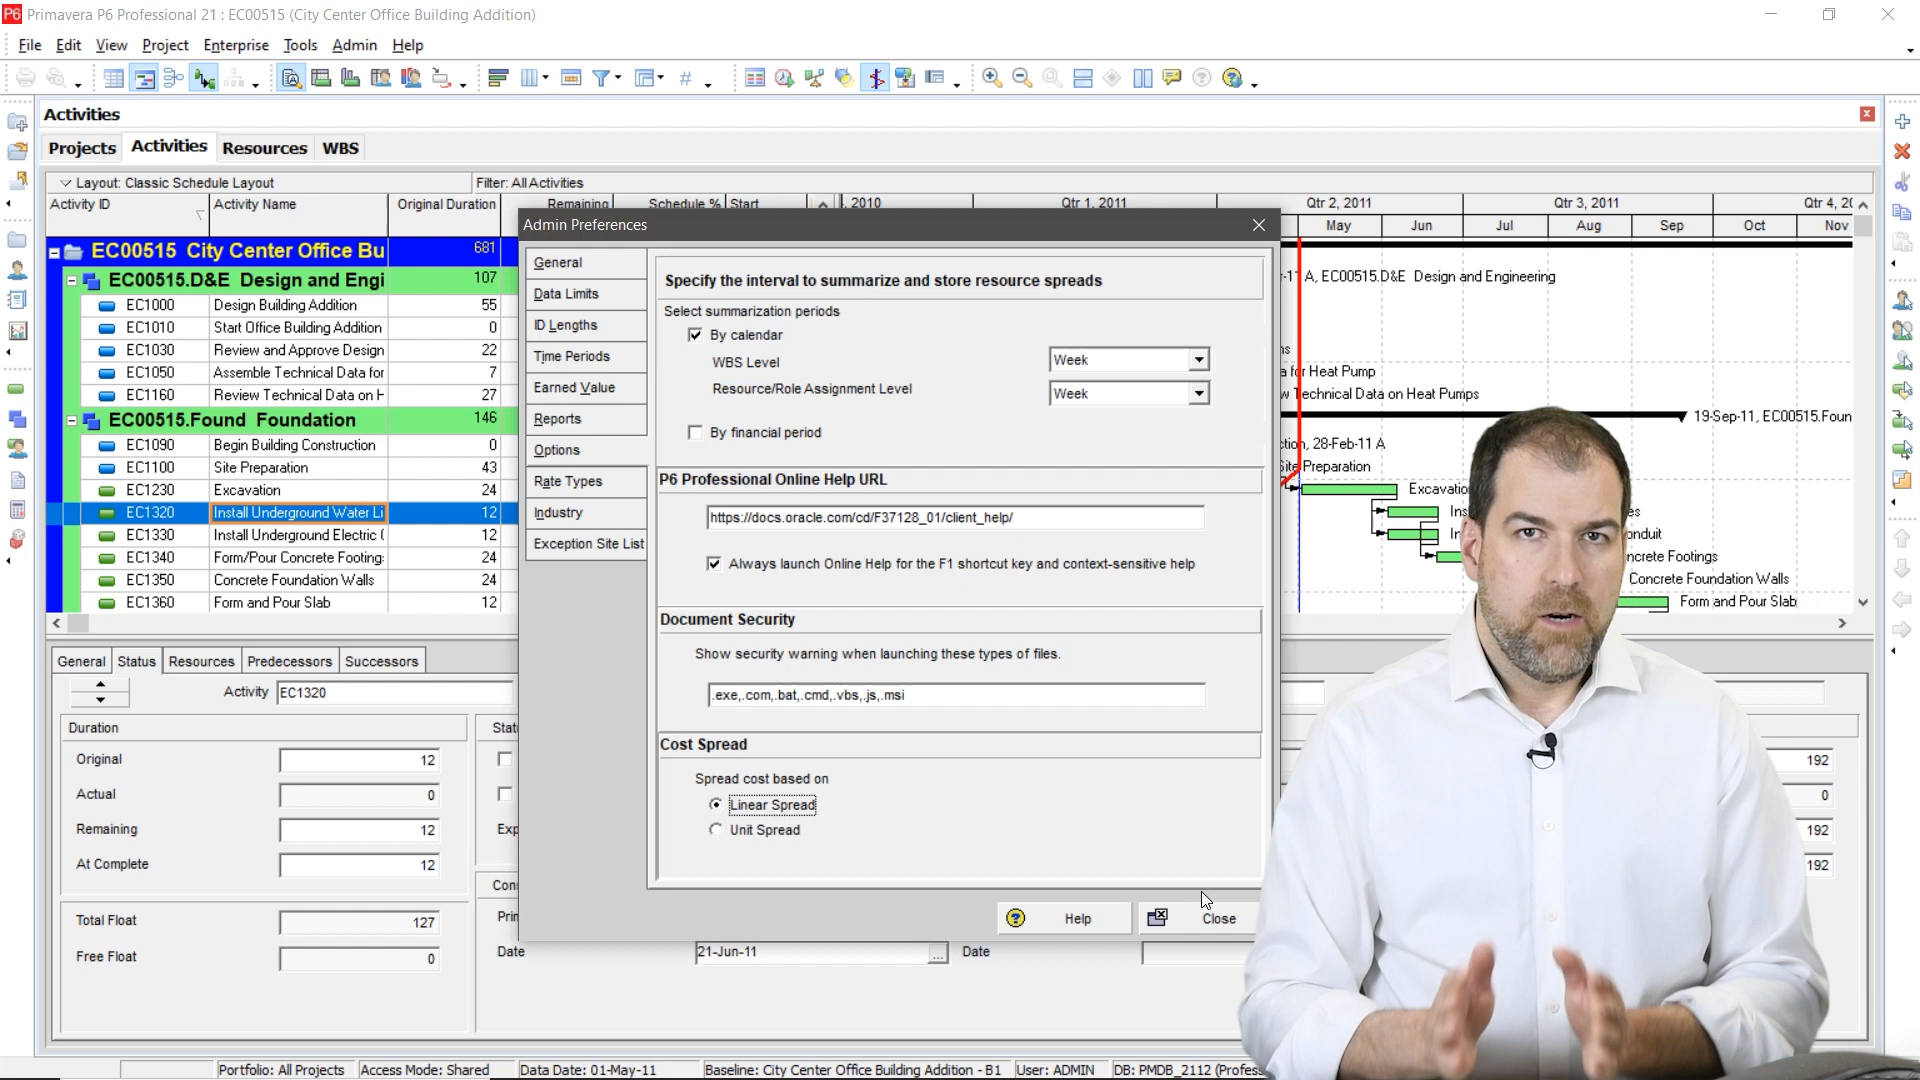 P6 Primavera P6 Professional 21 : EC00515 (City Center Office Building Addition)
File Edit View Project Enterprise Tools Admin Help
Activities
Projects Activities Resources WBS
Layout: Classic Schedule Layout
Filter: All Activities
Activity ID Activity Name Original Duration Remaining Schedule % Start
2010 Qtr 1, 2011 Qtr 2, 2011 Qtr 3, 2011
May Jun Jul Aug Sep Oct Nov
EC00515 City Center Office Bu 681
EC00515.D&E Design and Engi 107
EC1000 Design Building Addition 55
EC1010 Start Office Building Addition 0
EC1030 Review and Approve Design 22
EC1050 Assemble Technical Data for 7
EC1160 Review Technical Data on H 27
EC00515.Found Foundation 146
EC1090 Begin Building Construction 0
EC1100 Site Preparation 43
EC1230 Excavation 24
EC1320 Install Underground Water Li 12
EC1330 Install Underground Electric ( 12
EC1340 Form/Pour Concrete Footing: 24
EC1350 Concrete Foundation Walls 24
EC1360 Form and Pour Slab 12
A, EC00515.D&E Design and Engineering
for Heat Pump
Technical Data on Heat Pumps
19-Sep-11, EC00515.Foun
28-Feb-11 A
Site Preparation
Excavatio
Concrete Foundation Walls
Form and Pour Slab
Admin Preferences
General
Data Limits
ID Lengths
Time Periods
Earned Value
Reports
Options
Rate Types
Industry
Exception Site List
Specify the interval to summarize and store resource spreads
Select summarization periods
By calendar
WBS Level Week
Resource/Role Assignment Level Week
By financial period
P6 Professional Online Help URL
https://docs.oracle.com/cd/F37128_01/client_help/
Always launch Online Help for the F1 shortcut key and context-sensitive help
Document Security
Show security warning when launching these types of files.
.exe,.com,.bat,.cmd,.vbs,.js,.msi
Cost Spread
Spread cost based on
Linear Spread
Unit Spread
Help Close
General Status Resources Predecessors Successors
Activity EC1320
Duration
Original 12
Actual 0
Remaining 12
At Complete 12
Total Float 127
Free Float 0
Date 21-Jun-11 ... Date
192
0
192
192
Portfolio: All Projects Access Mode: Shared Data Date: 01-May-11 Baseline: City Center Office Building Addition - B1 User: ADMIN DB: PMDB_2112 (Profess